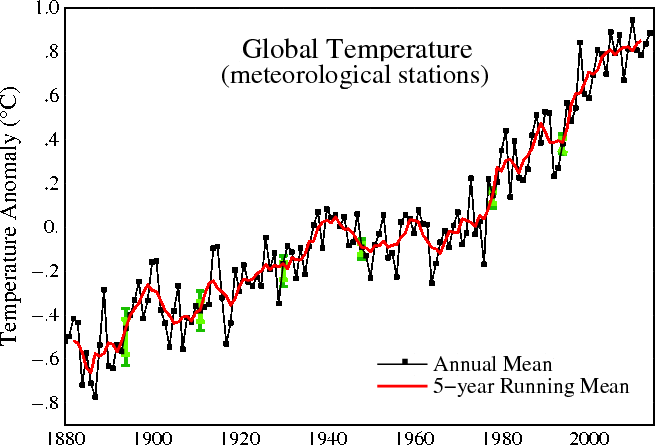 Global Temperature
(meteorological stations)
Temperature Anomaly (°C)
1.0
.8
.6
.4
.2
0.
−.2
−.4
−.6
−.8
Annual Mean
5−year Running Mean
1880 1900 1920 1940 1960 1980 2000